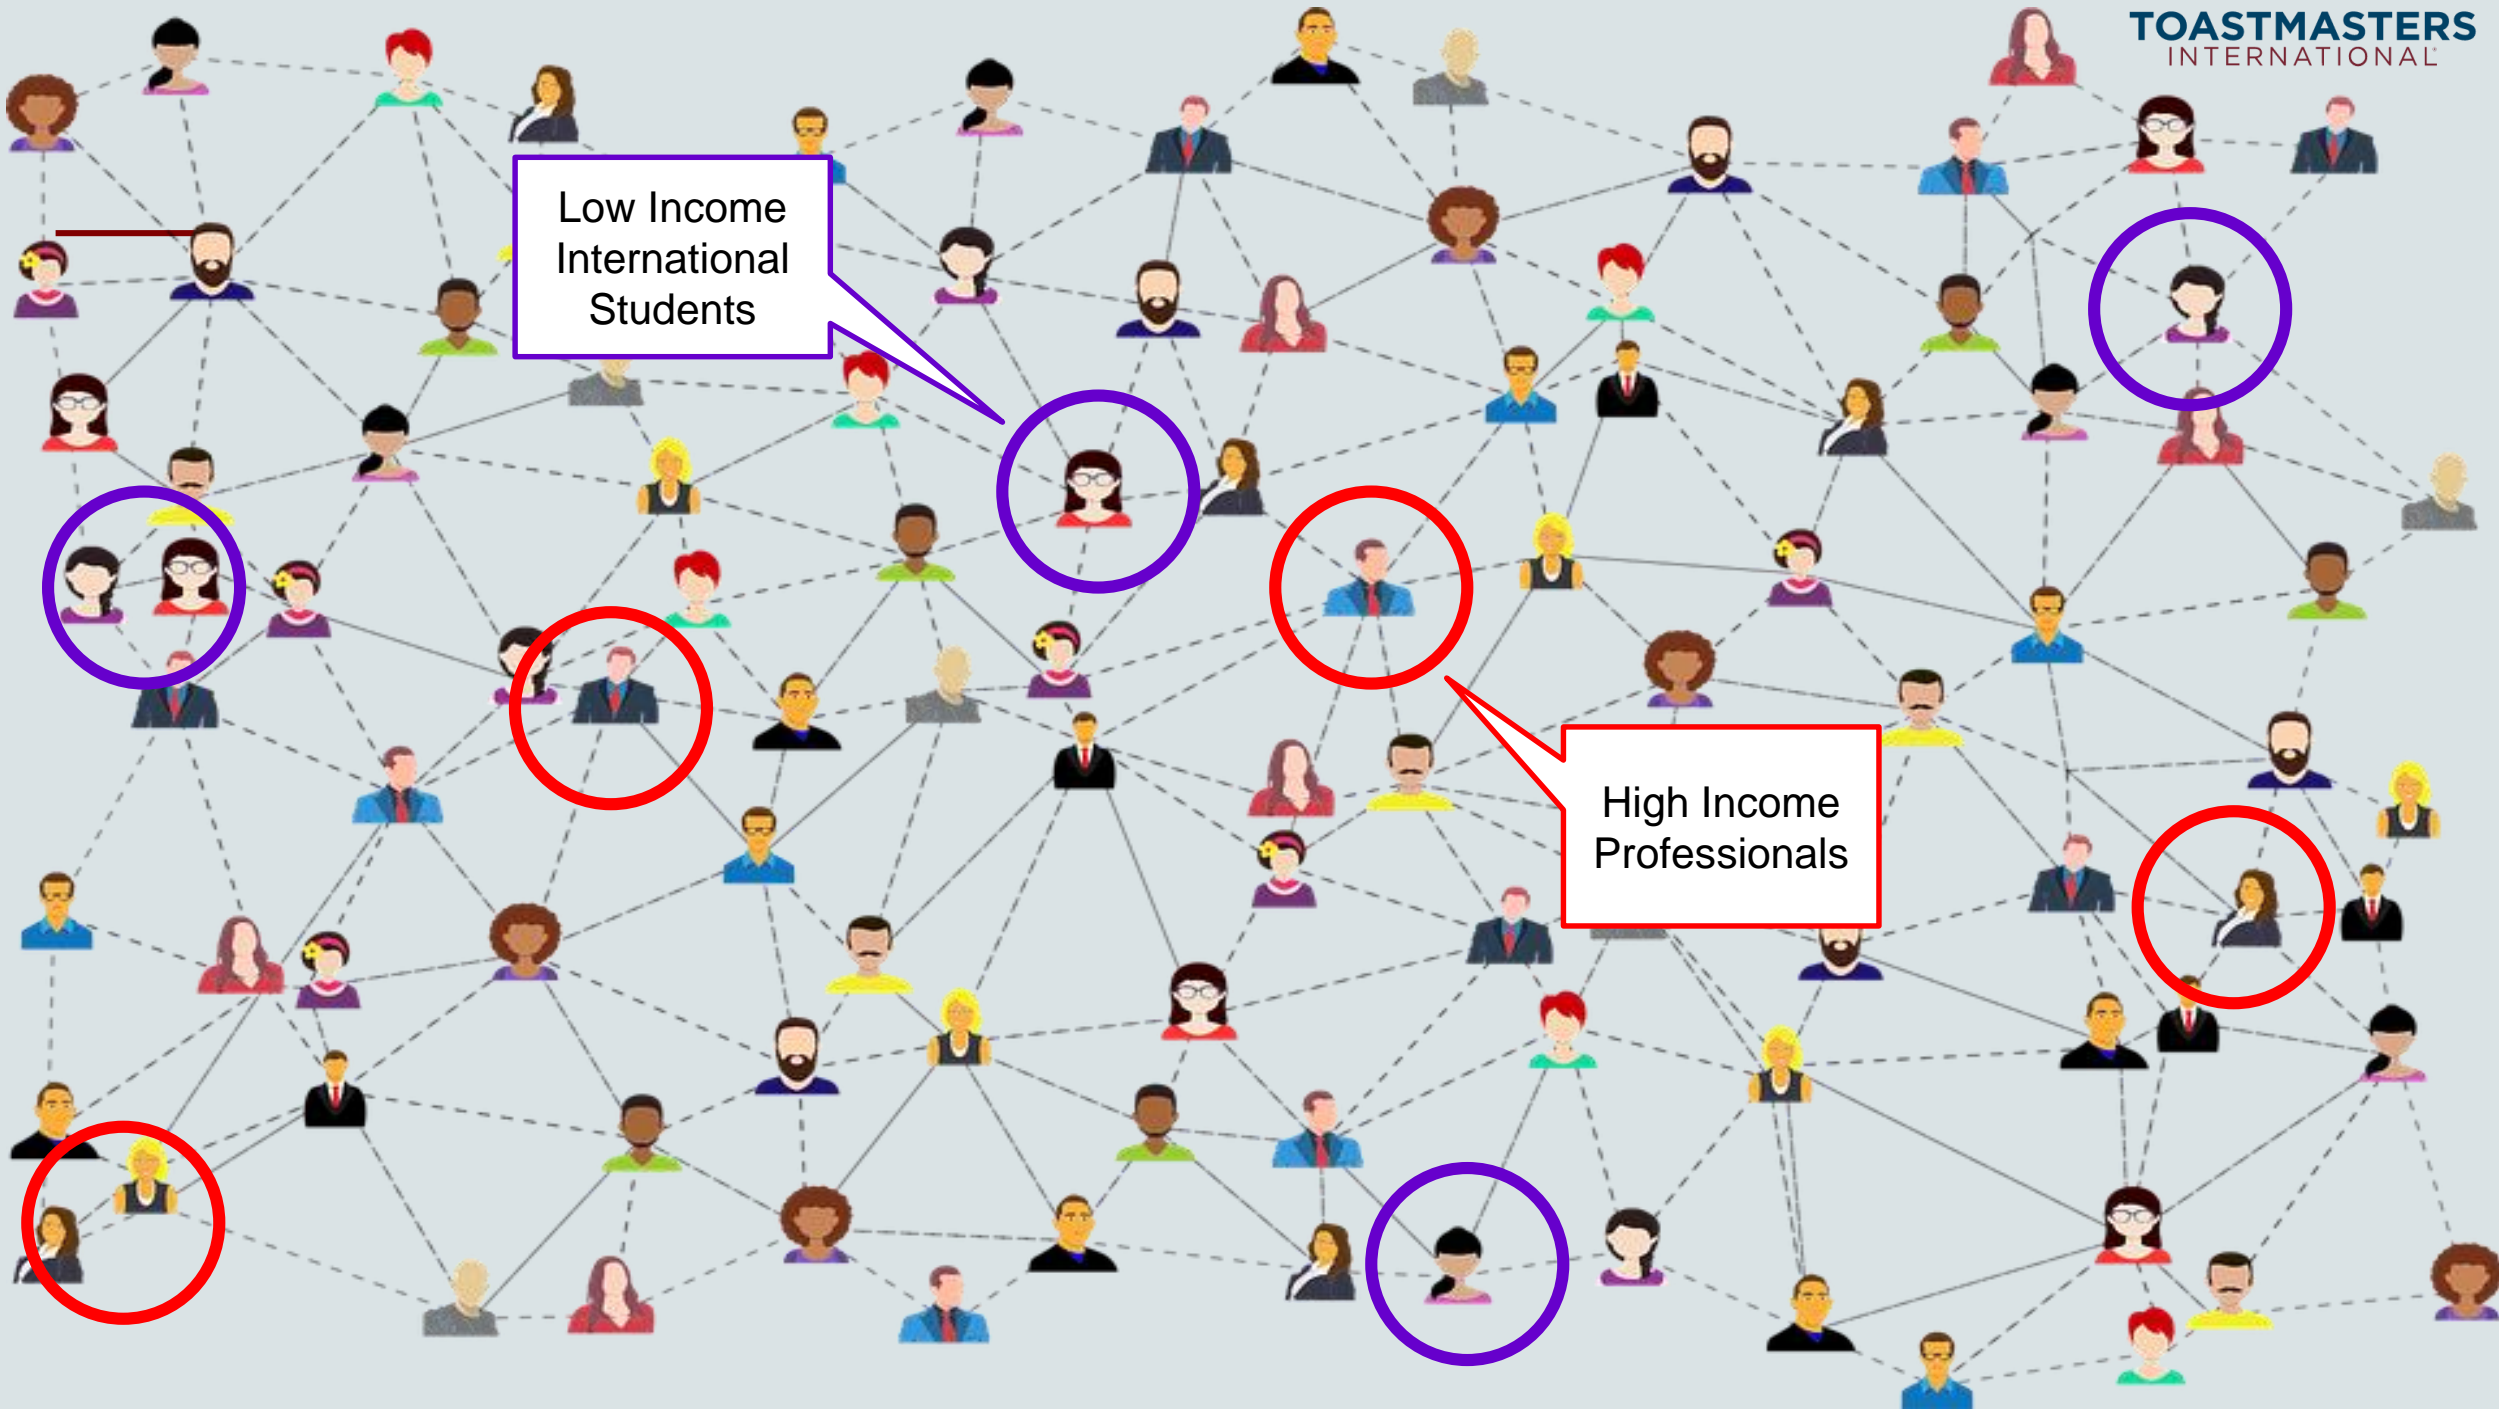 TOASTMASTERS
INTERNATIONAL
Low Income
International
Students
High Income
Professionals